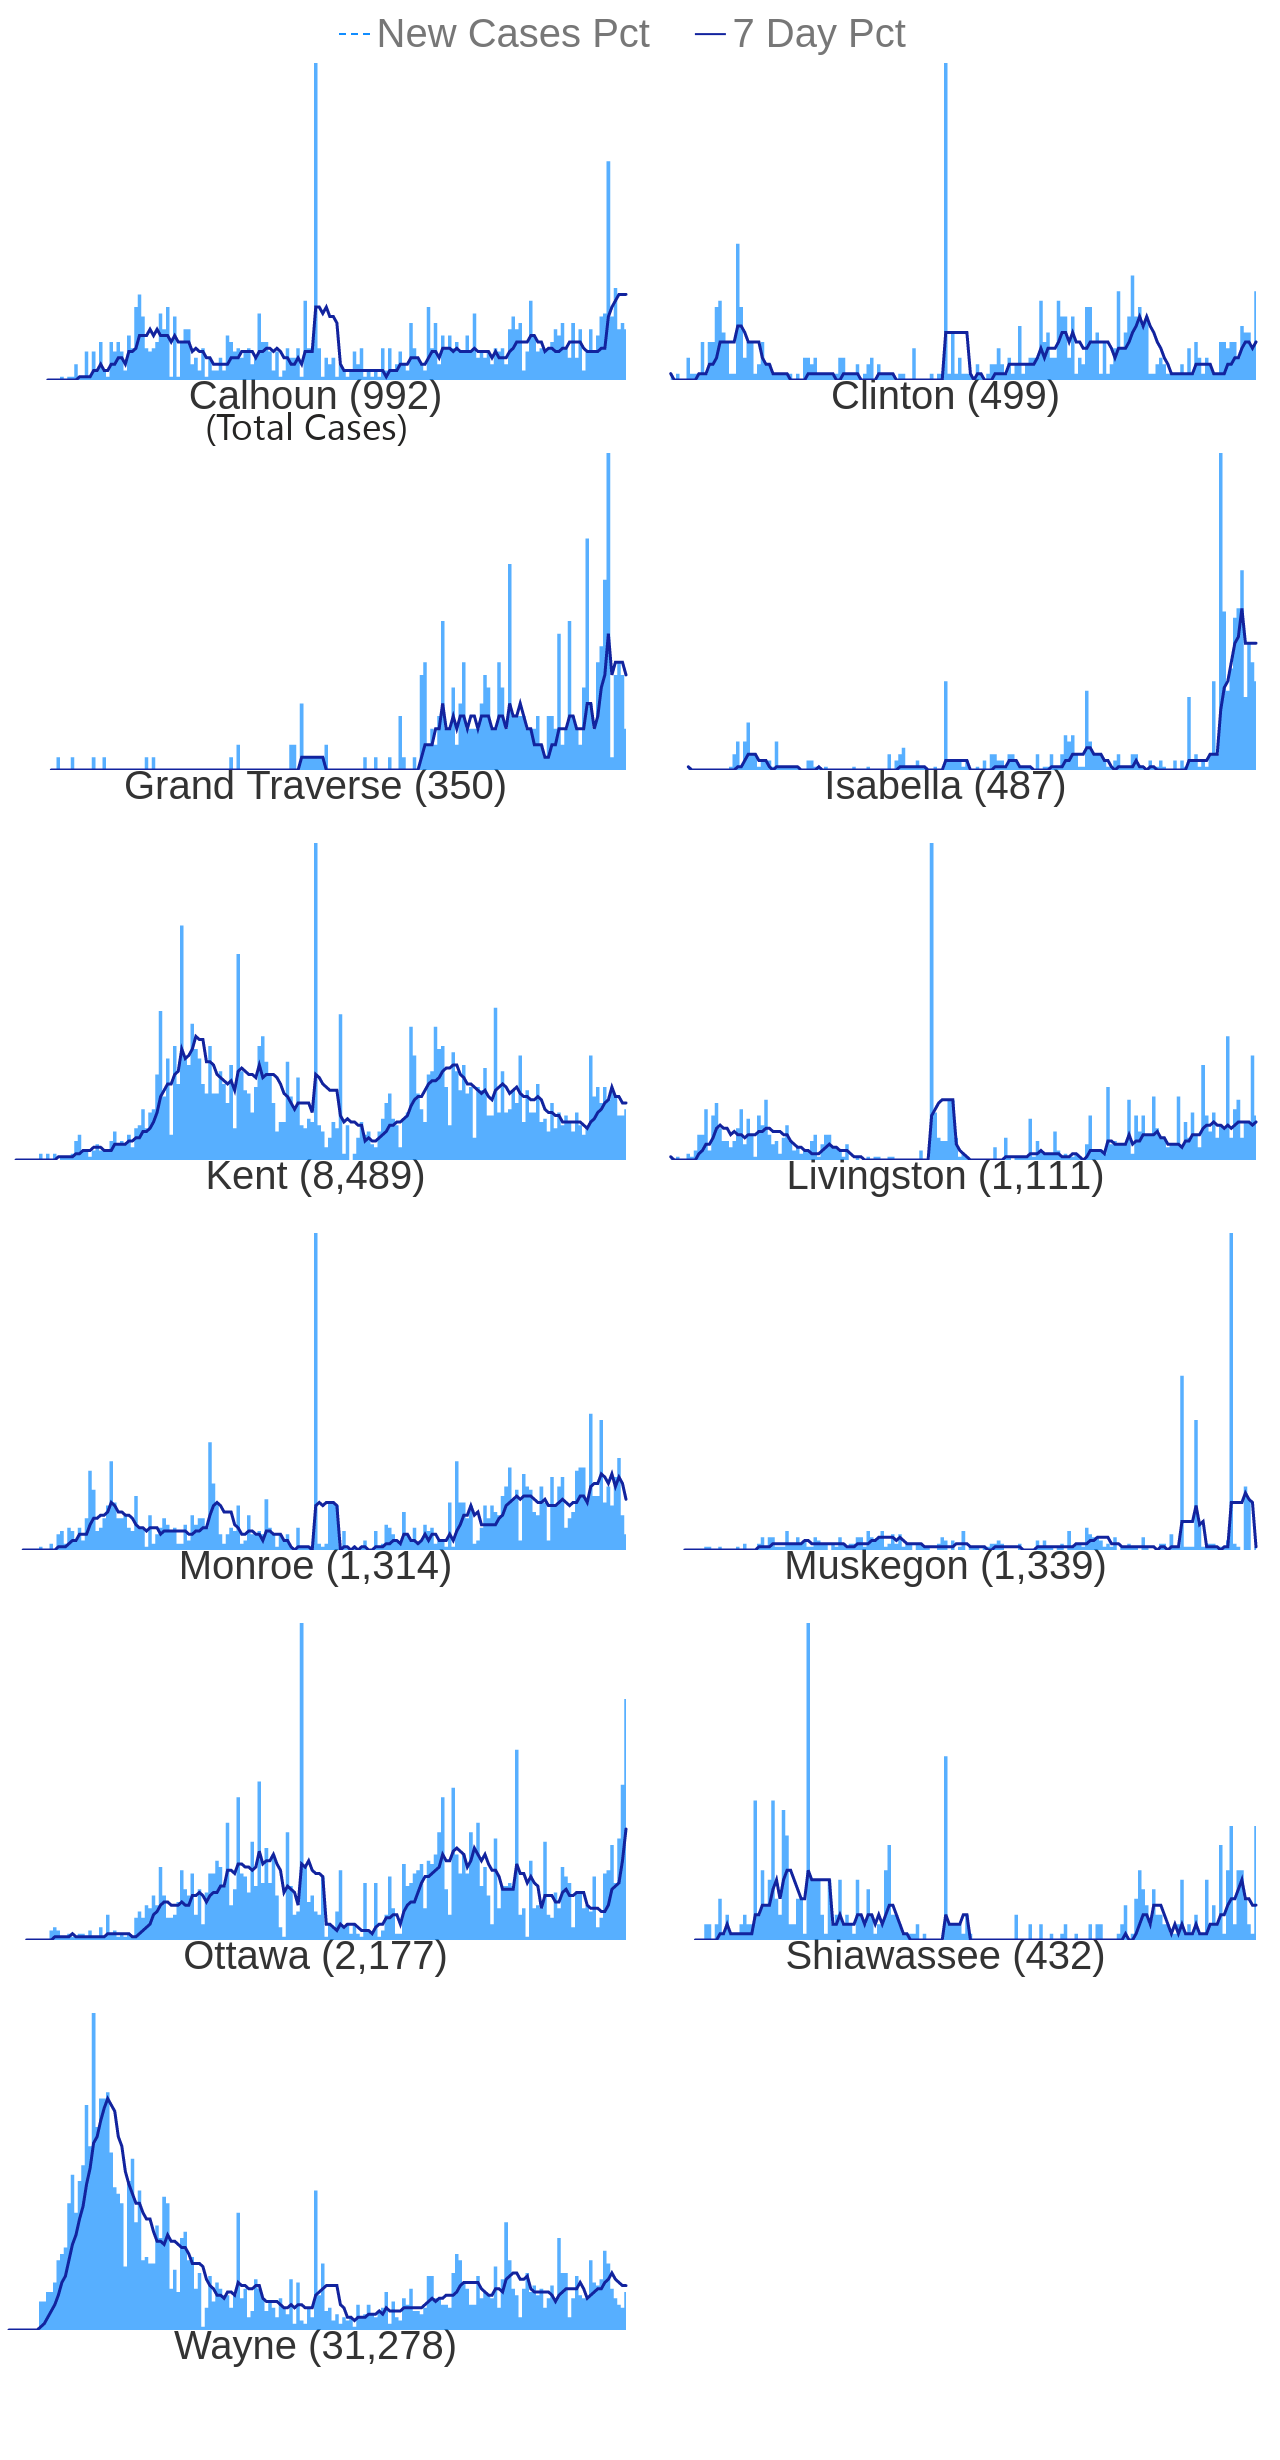 New Cases Pct 7 Day Pct
Calhoun (992) Clinton (499)
(Total Cases)
Grand Traverse (350) Isabella (487)
Kent (8,489) Livingston (1,111)
Monroe (1,314) Muskegon (1,339)
Ottawa (2,177) Shiawassee (432)
Wayne (31,278)